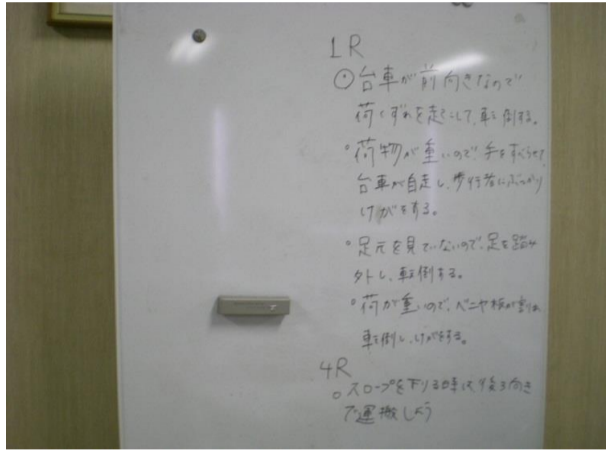 1R
⊙台車が前向きなので
荷くずれを起こして、転倒する。
°荷物が重いので、手をすべらせて
台車が自走し、歩行者にぶつかり
けがをする。
°足元を見ていないので、足を踏み
外し、転倒する。
°荷が重いので、ベニヤ板が割れ
転倒し、けがをする。
4R
○スロープを下りる時は、後ろ向き
で運搬しよう